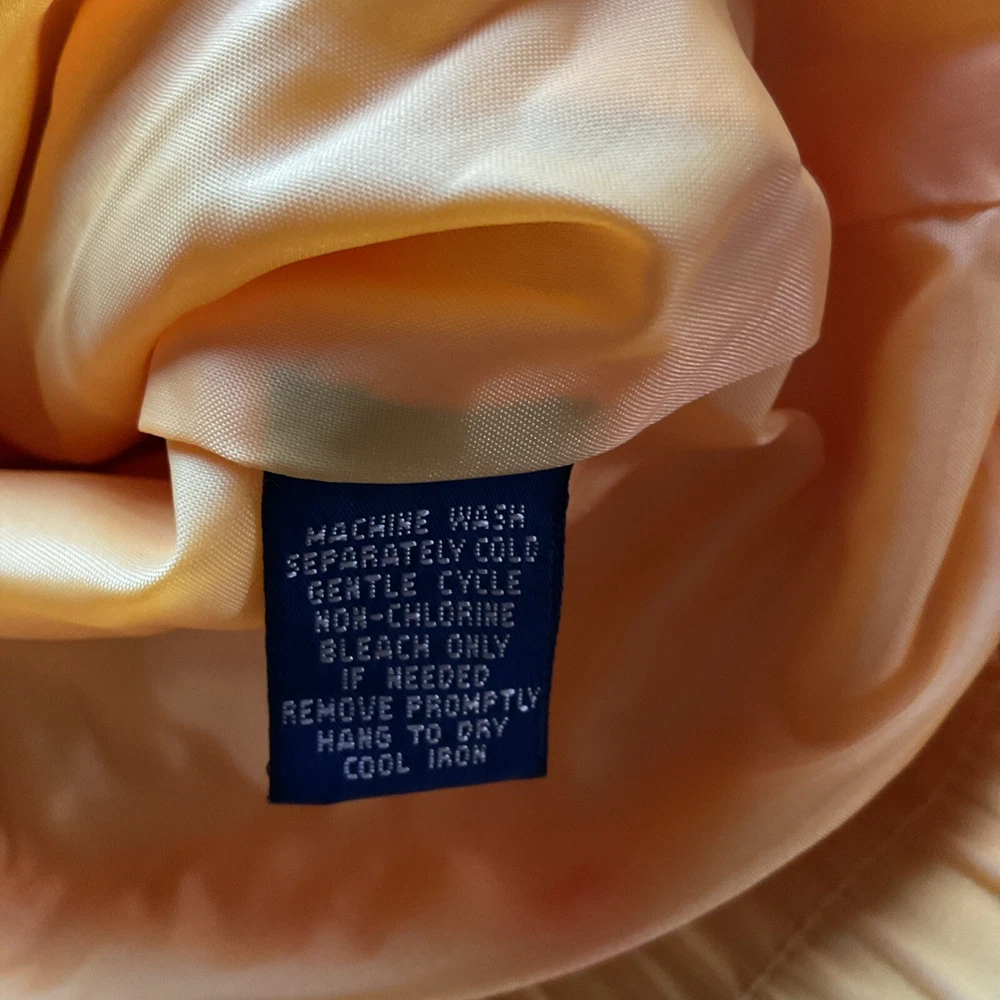 MACHINE WASH
SEPARATELY COLD
GENTLE CYCLE
NON-CHLORINE
BLEACH ONLY
IF NEEDED
REMOVE PROMPTLY
HANG TO DRY
COOL IRON